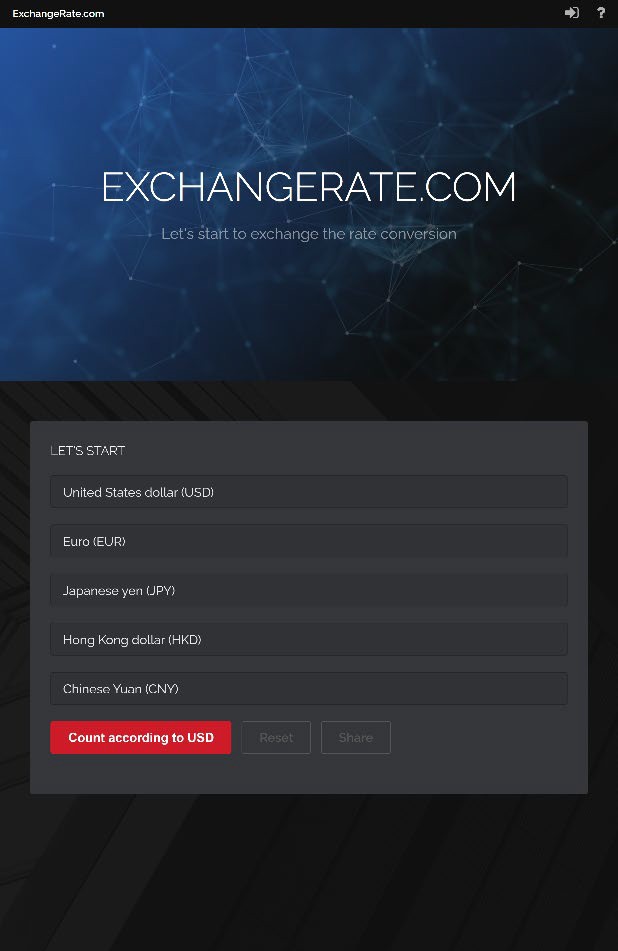 ExchangeRate.com
?
EXCHANGERATE.COM
Let's start to exchange the rate conversion
LET'S START
United States dollar (USD)
Euro (EUR)
Japanese yen (JPY)
Hong Kong dollar (HKD)
Chinese Yuan (CNY)
Count according to USD Reset Share